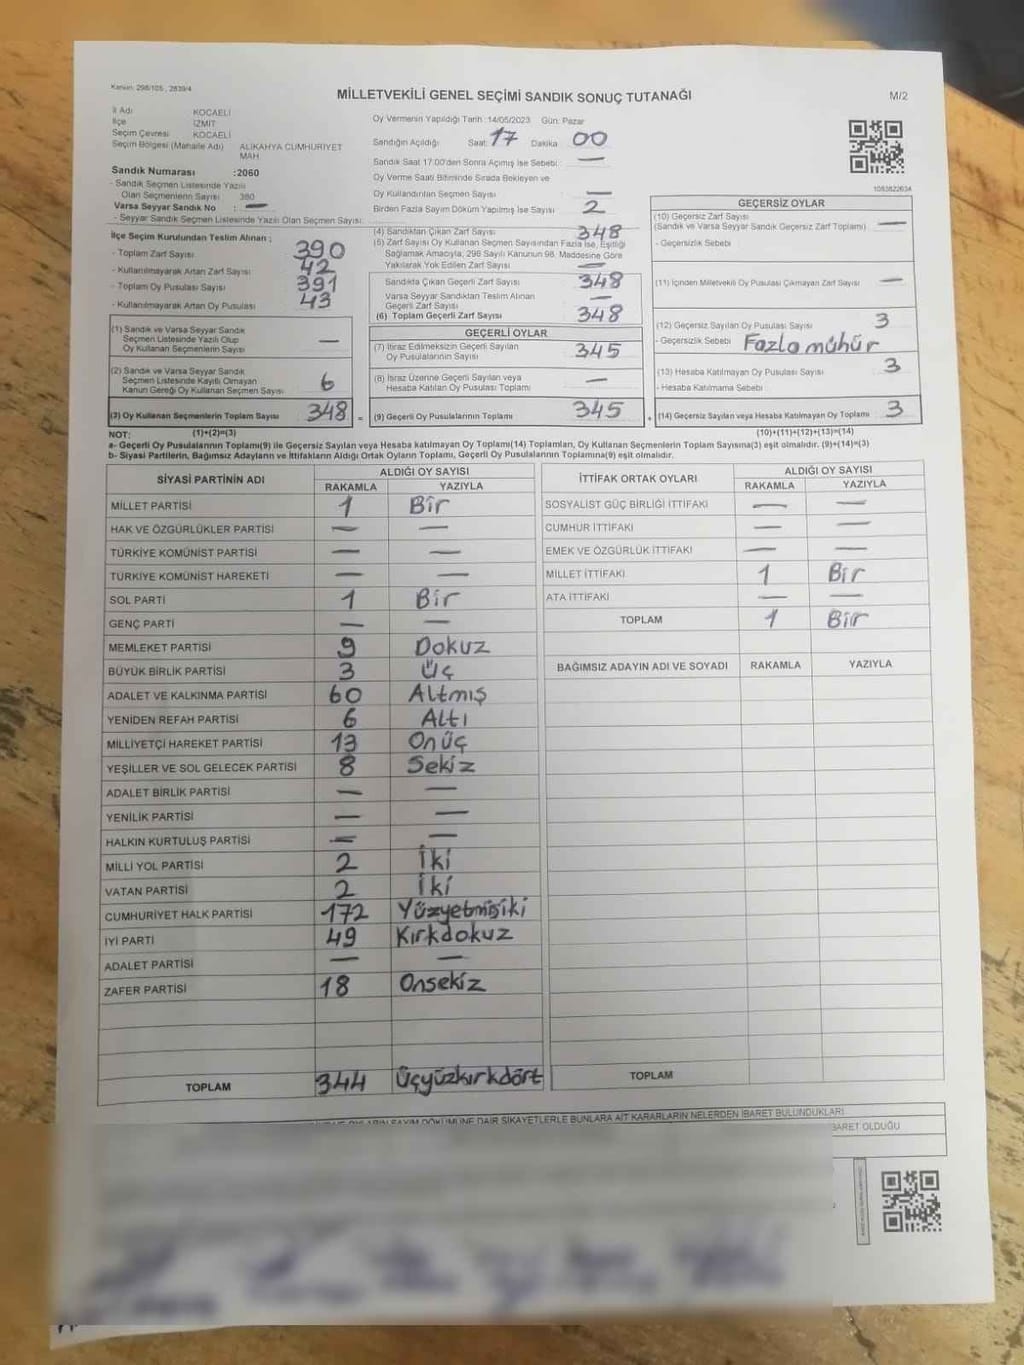 Kanun: 298/105 , 2839/4
MİLLETVEKİLİ GENEL SEÇİMİ SANDIK SONUÇ TUTANAĞI
M/2
İl Adı KOCAELİ
İlçe İZMİT
Seçim Çevresi KOCAELİ
Seçim Bölgesi (Mahalle Adı) ALİKAHYA CUMHURİYET MAH
Sandık Numarası :2060
- Sandık Seçmen Listesinde Yazılı
Olan Seçmenlerin Sayısı 380
Varsa Seyyar Sandık No : —
- Seyyar Sandık Seçmen Listesinde Yazılı Olan Seçmen Sayısı:
İlçe Seçim Kurulundan Teslim Alınan ;
- Toplam Zarf Sayısı 390
- Kullanılmayarak Artan Zarf Sayısı 42
- Toplam Oy Pusulası 391
- Kullanılmayarak Artan Oy Pusulası 43
(1) Sandık ve Varsa Seyyar Sandık
Seçmen Listesinde Yazılı Olup
Oy Kullanan Seçmenlerin Sayısı —
(2) Sandık ve Varsa Seyyar Sandık
Seçmen Listesinde Kayıtlı Olmayan
Kanun Gereği Oy Kullanan Seçmen Sayısı 6
(3) Oy Kullanan Seçmenlerin Toplam Sayısı 348 =
Oy Vermenin Yapıldığı Tarih :14/05/2023 Gün: Pazar
Sandığın Açıldığı Saat: 17 Dakika 00
Sandık Saat 17.00'den Sonra Açılmış İse Sebebi : —
Oy Verme Saati Bitiminde Sırada Bekleyen ve
Oy Kullandırılan Seçmen Sayısı —
Birden Fazla Sayım Döküm Yapılmış İse Sayısı 2
(4) Sandıktan Çıkan Zarf Sayısı 348
(5) Zarf Sayısı Oy Kullanan Seçmen Sayısından Fazla İse, Eşitliği
Sağlamak Amacıyla, 298 Sayılı Kanunun 98. Maddesine Göre
Yakılarak Yok Edilen Zarf Sayısı —
Sandıkta Çıkan Geçerli Zarf Sayısı 348
Varsa Seyyar Sandıktan Teslim Alınan
Geçerli Zarf Sayısı —
(6) Toplam Geçerli Zarf Sayısı 348
GEÇERLİ OYLAR
(7) İtiraz Edilmeksizin Geçerli Sayılan
Oy Pusulalarının Sayısı 345
(8) İtiraz Üzerine Geçerli Sayılan veya
Hesaba Katılan Oy Pusulası Toplamı —
(9) Geçerli Oy Pusulalarının Toplamı 345 +
1083822634
GEÇERSİZ OYLAR
(10) Geçersiz Zarf Sayısı
(Sandık ve Varsa Seyyar Sandık Geçersiz Zarf Toplamı) —
- Geçersizlik Sebebi
(11) İçinden Milletvekili Oy Pusulası Çıkmayan Zarf Sayısı —
(12) Geçersiz Sayılan Oy Pusulası Sayısı 3
- Geçersizlik Sebebi Fazla mühür
(13) Hesaba Katılmayan Oy Pusulası Sayısı 3
- Hesaba Katılmama Sebebi
(14) Geçersiz Sayılan veya Hesaba Katılmayan Oy Toplamı 3
NOT: (1)+(2)=(3) (10)+(11)+(12)+(13)=(14)
a- Geçerli Oy Pusulalarının Toplamı(9) ile Geçersiz Sayılan veya Hesaba katılmayan Oy Toplamı(14) Toplamları, Oy Kullanan Seçmenlerin Toplam Sayısına(3) eşit olmalıdır. (9)+(14)=(3)
b- Siyasi Partilerin, Bağımsız Adayların ve İttifakların Aldığı Ortak Oyların Toplamı, Geçerli Oy Pusulalarının Toplamına(9) eşit olmalıdır.
SİYASİ PARTİNİN ADI ALDIĞI OY SAYISI
RAKAMLA YAZIYLA
MİLLET PARTİSİ 1 Bir
HAK VE ÖZGÜRLÜKLER PARTİSİ — —
TÜRKİYE KOMÜNİST PARTİSİ — —
TÜRKİYE KOMÜNİST HAREKETİ — —
SOL PARTİ 1 Bir
GENÇ PARTİ — —
MEMLEKET PARTİSİ 9 Dokuz
BÜYÜK BİRLİK PARTİSİ 3 Üç
ADALET VE KALKINMA PARTİSİ 60 Altmış
YENİDEN REFAH PARTİSİ 6 Altı
MİLLİYETÇİ HAREKET PARTİSİ 13 Onüç
YEŞİLLER VE SOL GELECEK PARTİSİ 8 Sekiz
ADALET BİRLİK PARTİSİ — —
YENİLİK PARTİSİ — —
HALKIN KURTULUŞ PARTİSİ — —
MİLLİ YOL PARTİSİ 2 İki
VATAN PARTİSİ 2 İki
CUMHURİYET HALK PARTİSİ 172 Yüzyetmişiki
İYİ PARTİ 49 Kırkdokuz
ADALET PARTİSİ — —
ZAFER PARTİSİ 18 Onsekiz
TOPLAM 344 Üçyüzkırkdört
İTTİFAK ORTAK OYLARI ALDIĞI OY SAYISI
RAKAMLA YAZIYLA
SOSYALİST GÜÇ BİRLİĞİ İTTİFAKI — —
CUMHUR İTTİFAKI — —
EMEK VE ÖZGÜRLÜK İTTİFAKI — —
MİLLET İTTİFAKI 1 Bir
ATA İTTİFAKI — —
TOPLAM 1 Bir
BAĞIMSIZ ADAYIN ADI VE SOYADI RAKAMLA YAZIYLA
TOPLAM
SAYIM DÖKÜMÜNE DAİR ŞİKAYETLERLE BUNLARA AİT KARARLARIN NELERDEN İBARET BULUNDUKLARI
İBARET OLDUĞU